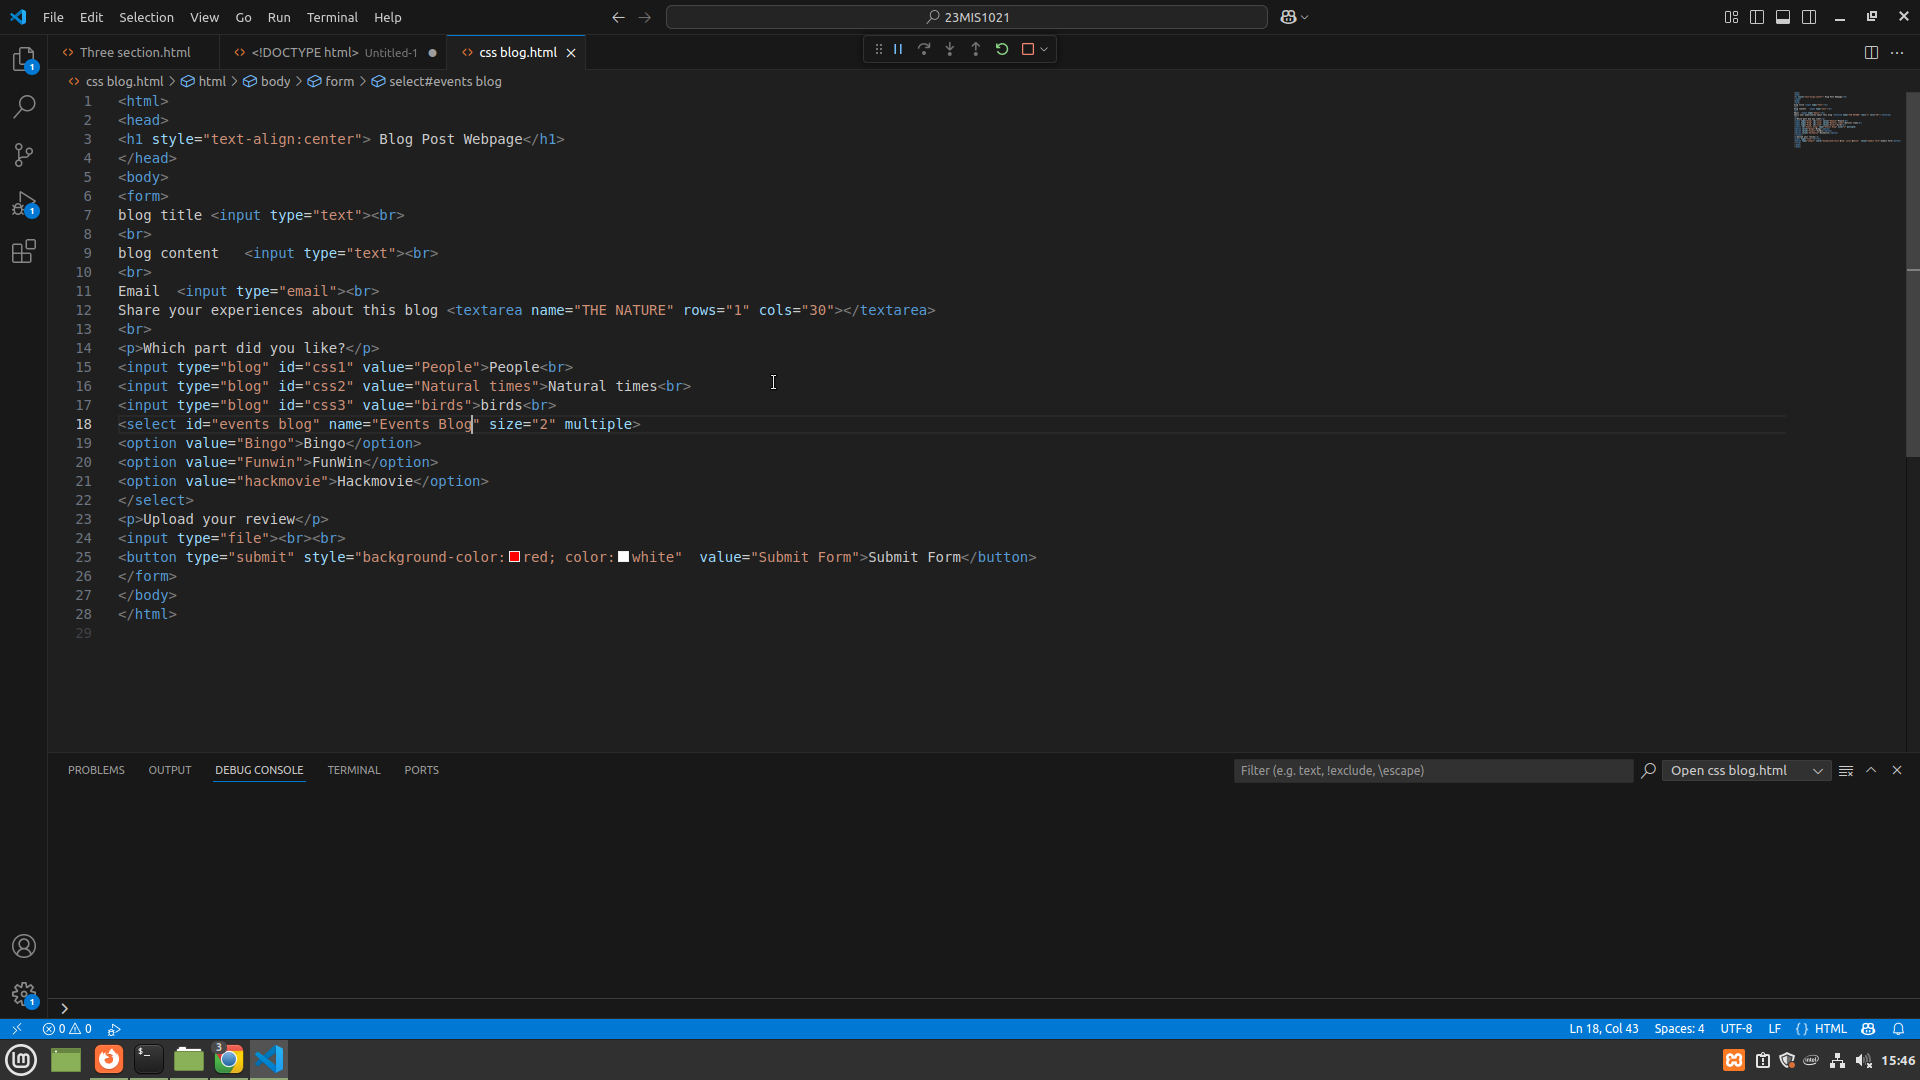 File Edit Selection View Go Run Terminal Help
23MIS1021
Three section.html
<!DOCTYPE html> Untitled-1
css blog.html
css blog.html > html > body > form > select#events blog
1 <html>
2 <head>
3 <h1 style="text-align:center"> Blog Post Webpage</h1>
4 </head>
5 <body>
6 <form>
7 blog title <input type="text"><br>
8 <br>
9 blog content   <input type="text"><br>
10 <br>
11 Email  <input type="email"><br>
12 Share your experiences about this blog <textarea name="THE NATURE" rows="1" cols="30"></textarea>
13 <br>
14 <p>Which part did you like?</p>
15 <input type="blog" id="css1" value="People">People<br>
16 <input type="blog" id="css2" value="Natural times">Natural times<br>
17 <input type="blog" id="css3" value="birds">birds<br>
18 <select id="events blog" name="Events Blog" size="2" multiple>
19 <option value="Bingo">Bingo</option>
20 <option value="Funwin">FunWin</option>
21 <option value="hackmovie">Hackmovie</option>
22 </select>
23 <p>Upload your review</p>
24 <input type="file"><br><br>
25 <button type="submit" style="background-color:red; color:white"  value="Submit Form">Submit Form</button>
26 </form>
27 </body>
28 </html>
29
PROBLEMS OUTPUT DEBUG CONSOLE TERMINAL PORTS
Filter (e.g. text, !exclude, \escape)
Open css blog.html
1
1
1
0 0
Ln 18, Col 43 Spaces: 4 UTF-8 LF {} HTML
3
15:46